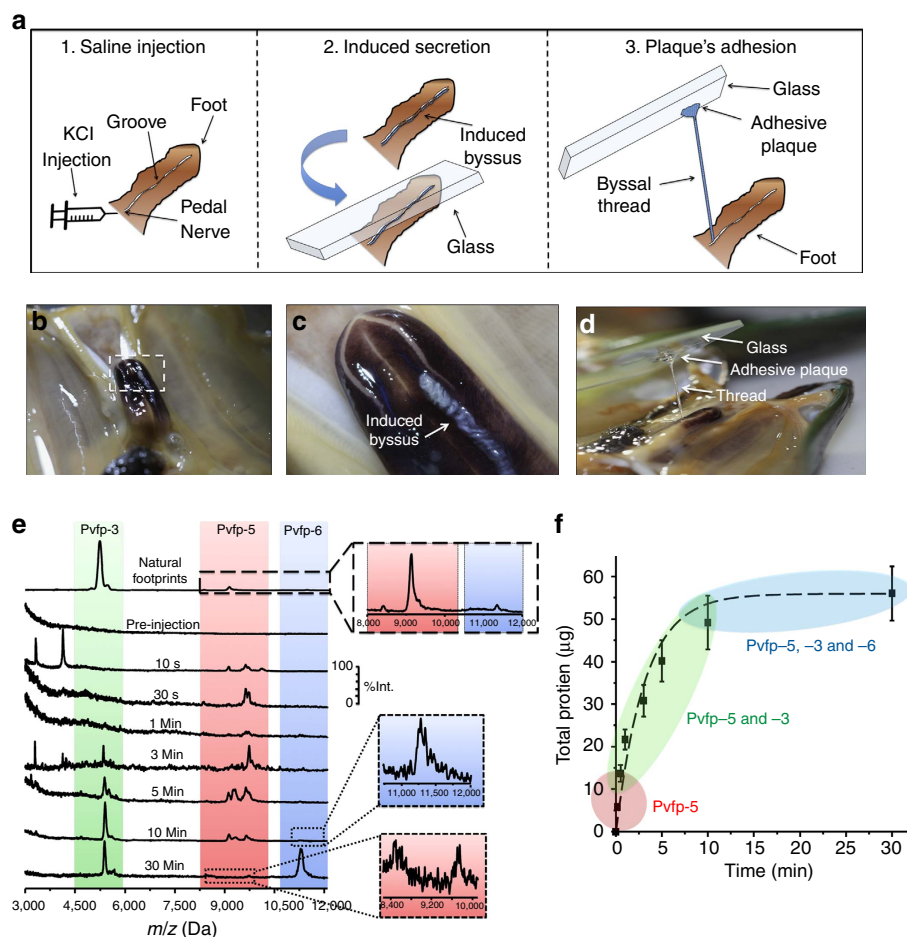 a
1. Saline injection
2. Induced secretion
3. Plaque's adhesion
KCl
Injection
Groove
Foot
Pedal
Nerve
Induced
byssus
Glass
Glass
Adhesive
plaque
Byssal
thread
Foot
b
c
Induced
byssus
d
Glass
Adhesive plaque
Thread
e
Pvfp-3
Pvfp-5
Pvfp-6
Natural
footprints
8,000 9,000 10,000 11,000 12,000
Pre-injection
10 s
100
0
%Int.
30 s
1 Min
3 Min
11,000 11,500 12,000
5 Min
10 Min
30 Min
8,400 9,200 10,000
3,000 4,500 6,000 7,500 9,000 10,500 12,000
m/z (Da)
f
Total protien (μg)
60
50
40
30
20
10
0
Pvfp–5, –3 and –6
Pvfp–5 and –3
Pvfp-5
0 5 10 15 20 25 30
Time (min)